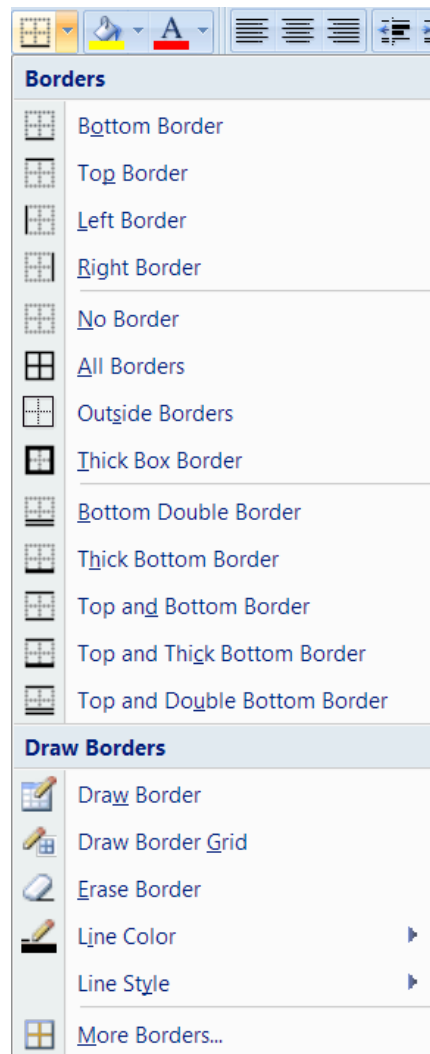 A
Borders
Bottom Border
Top Border
Left Border
Right Border
No Border
All Borders
Outside Borders
Thick Box Border
Bottom Double Border
Thick Bottom Border
Top and Bottom Border
Top and Thick Bottom Border
Top and Double Bottom Border
Draw Borders
Draw Border
Draw Border Grid
Erase Border
Line Color
Line Style
More Borders...